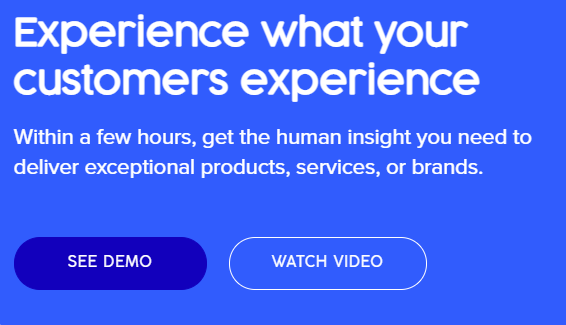 Experience what your
customers experience
Within a few hours, get the human insight you need to
deliver exceptional products, services, or brands.
SEE DEMO
WATCH VIDEO